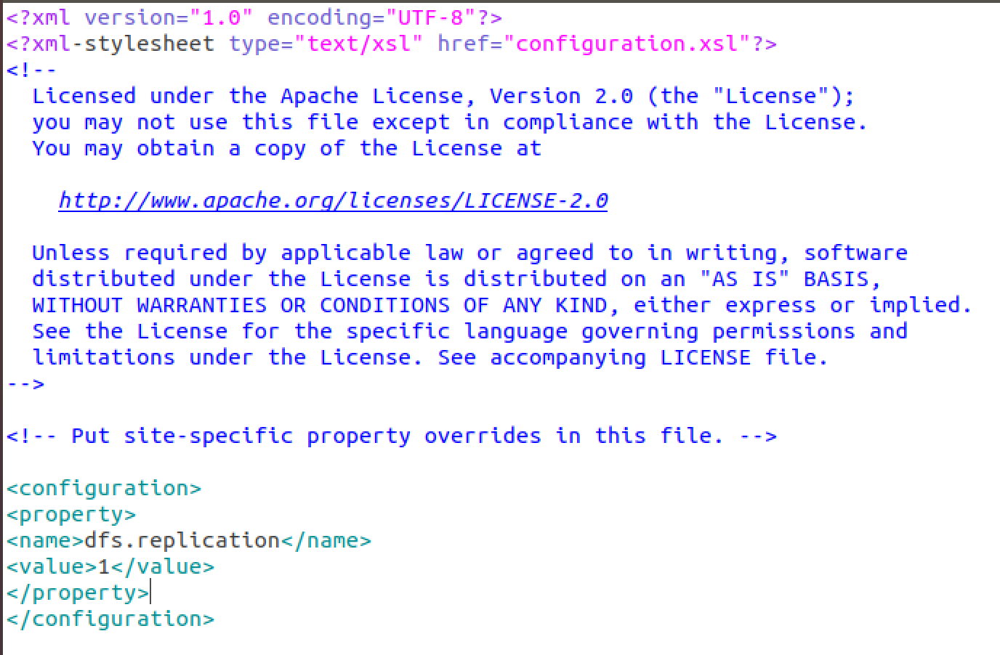 <?xml version="1.0" encoding="UTF-8"?>
<?xml-stylesheet type="text/xsl" href="configuration.xsl"?>
<!--
  Licensed under the Apache License, Version 2.0 (the "License");
  you may not use this file except in compliance with the License.
  You may obtain a copy of the License at

    http://www.apache.org/licenses/LICENSE-2.0

  Unless required by applicable law or agreed to in writing, software
  distributed under the License is distributed on an "AS IS" BASIS,
  WITHOUT WARRANTIES OR CONDITIONS OF ANY KIND, either express or implied.
  See the License for the specific language governing permissions and
  limitations under the License. See accompanying LICENSE file.
-->

<!-- Put site-specific property overrides in this file. -->

<configuration>
<property>
<name>dfs.replication</name>
<value>1</value>
</property>
</configuration>